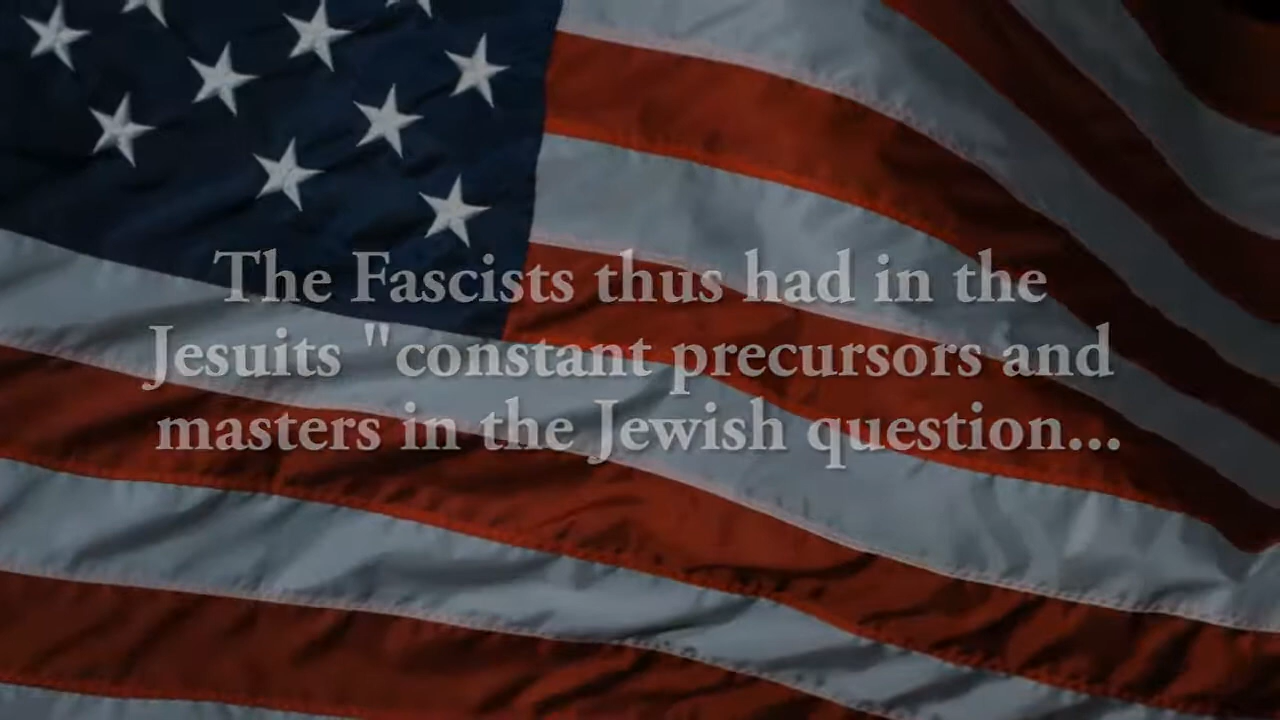 The Fascists thus had in the
Jesuits "constant precursors and
masters in the Jewish question...